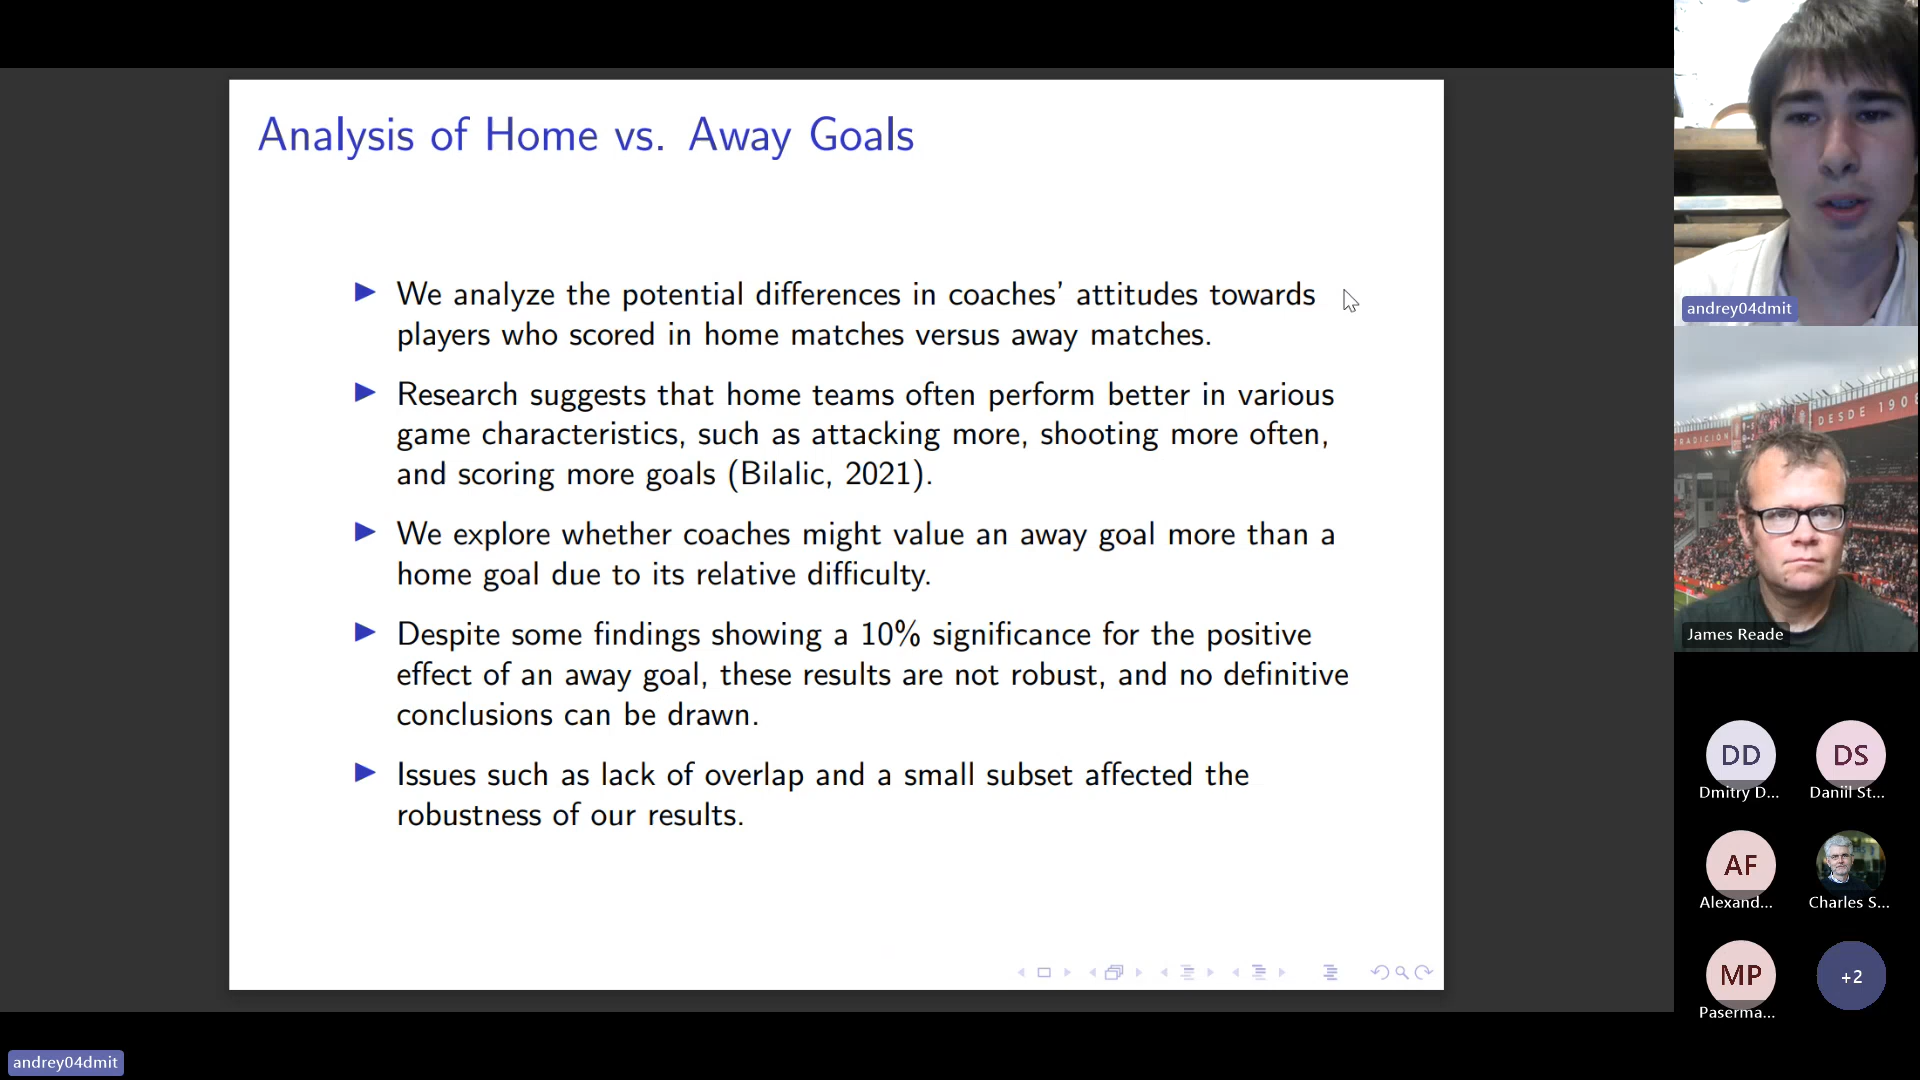 Analysis of Home vs. Away Goals
We analyze the potential differences in coaches' attitudes towards
players who scored in home matches versus away matches.
Research suggests that home teams often perform better in various
game characteristics, such as attacking more, shooting more often,
and scoring more goals (Bilalic, 2021).
We explore whether coaches might value an away goal more than a
home goal due to its relative difficulty.
Despite some findings showing a 10% significance for the positive
effect of an away goal, these results are not robust, and no definitive
conclusions can be drawn.
Issues such as lack of overlap and a small subset affected the
robustness of our results.
andrey04dmit
DESDE 1908
TRADICION
James Reade
DD
Dmitry D...
DS
Daniil St...
AF
Alexand...
Charles S...
MP
Paserma...
+2
andrey04dmit